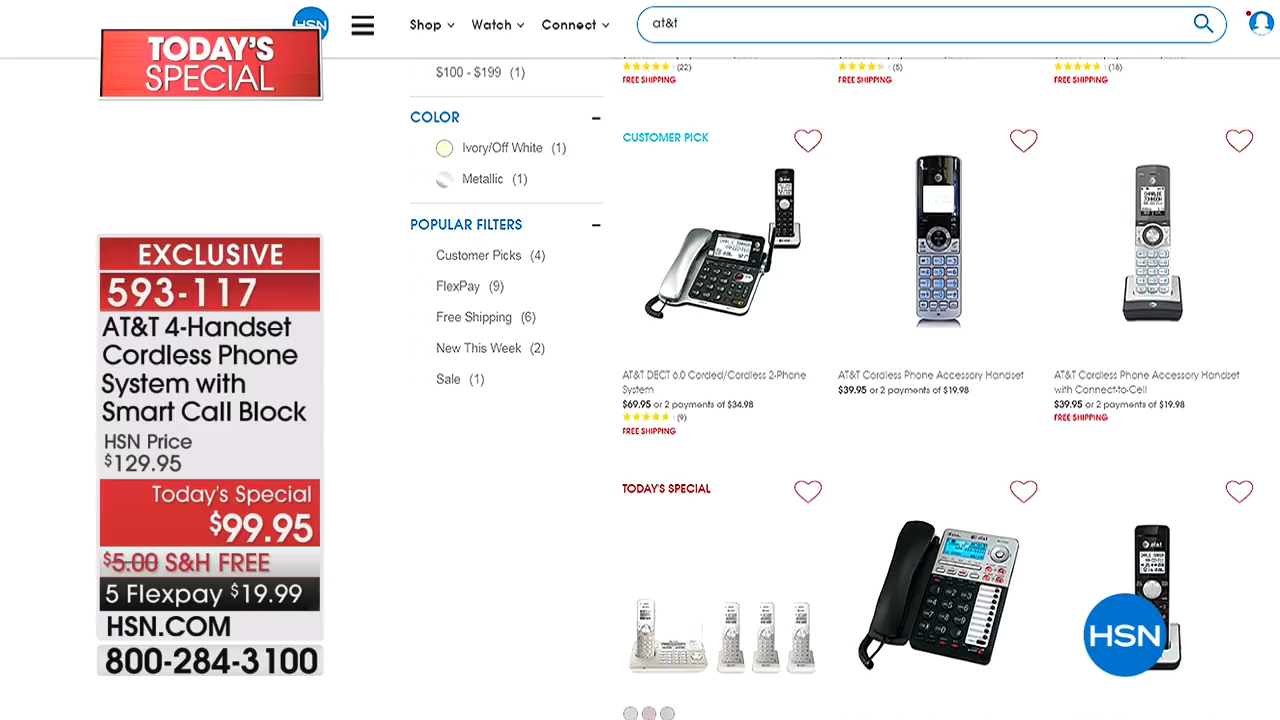 HSN
Shop
Watch
Connect
at&t
TODAY'S
SPECIAL
$100 - $199 (1)
COLOR
Ivory/Off White (1)
Metallic (1)
POPULAR FILTERS
Customer Picks (4)
FlexPay (9)
Free Shipping (6)
New This Week (2)
Sale (1)
EXCLUSIVE
593-117
AT&T 4-Handset
Cordless Phone
System with
Smart Call Block
HSN Price
$129.95
Today's Special
$99.95
$5.00 S&H FREE
5 Flexpay $19.99
HSN.COM
800-284-3100
(22)
FREE SHIPPING
(5)
FREE SHIPPING
(16)
FREE SHIPPING
CUSTOMER PICK
AT&T DECT 6.0 Corded/Cordless 2-Phone
System
$69.95 or 2 payments of $34.98
(9)
FREE SHIPPING
AT&T Cordless Phone Accessory Handset
$39.95 or 2 payments of $19.98
AT&T Cordless Phone Accessory Handset
with Connect-to-Cell
$39.95 or 2 payments of $19.98
FREE SHIPPING
TODAY'S SPECIAL
at&t
at&t
HSN